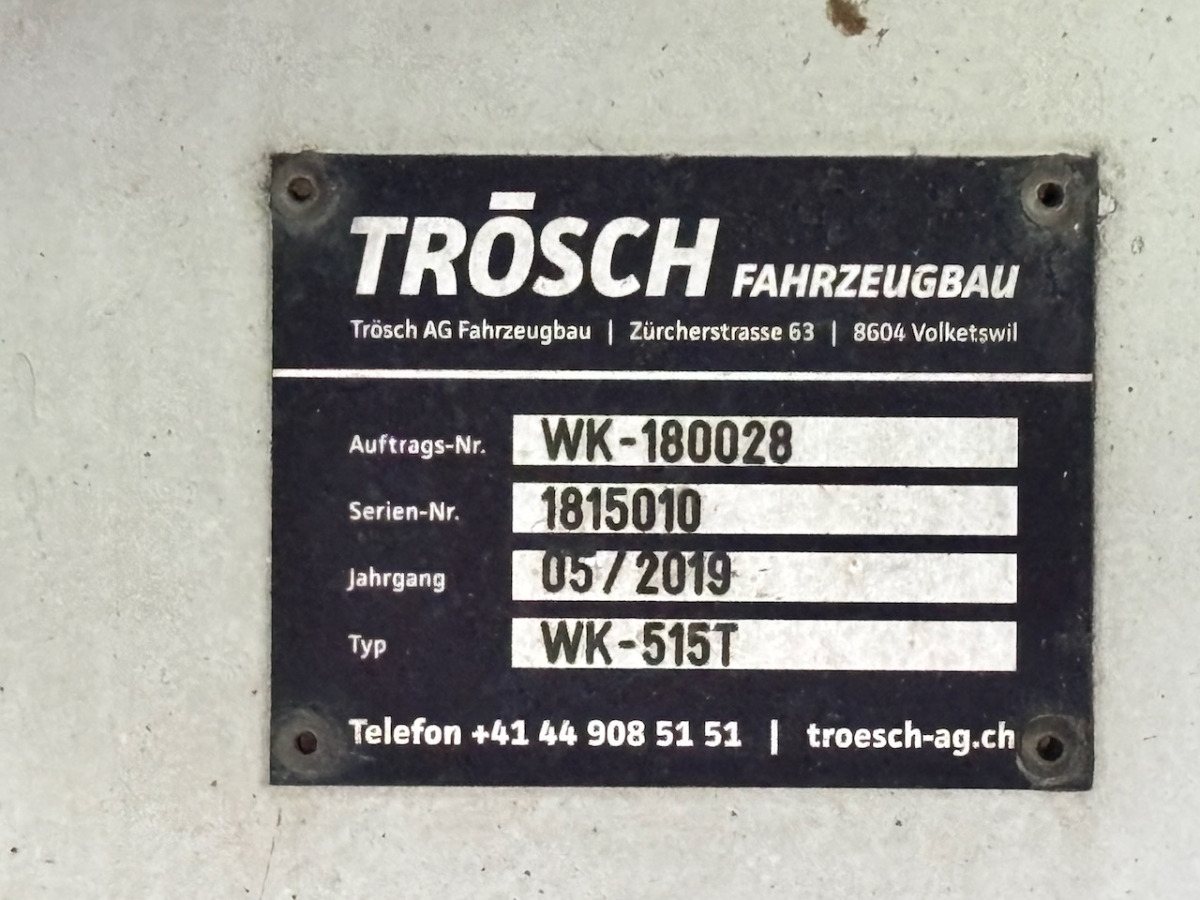 TRŌSCH FAHRZEUGBAU
Trösch AG Fahrzeugbau | Zürcherstrasse 63 | 8604 Volketswil
Auftrags-Nr. WK-180028
Serien-Nr. 1815010
Jahrgang 05/2019
Typ WK-515T
Telefon +41 44 908 51 51 | troesch-ag.ch